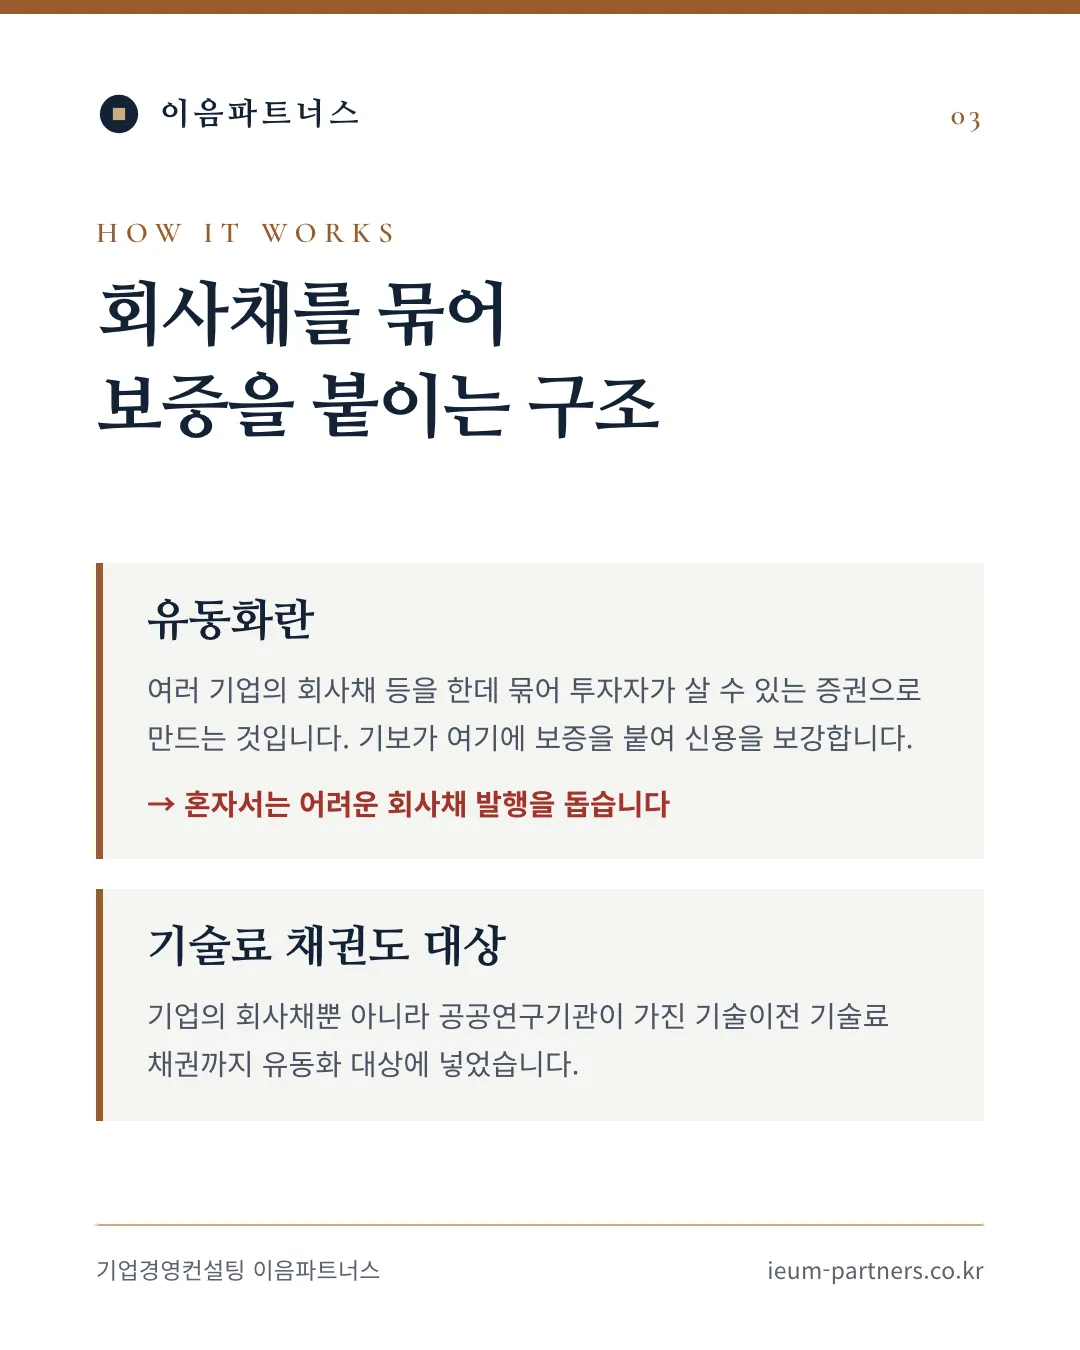 이음파트너스
03
HOW IT WORKS
회사채를 묶어
보증을 붙이는 구조
유동화란
여러 기업의 회사채 등을 한데 묶어 투자자가 살 수 있는 증권으로
만드는 것입니다. 기보가 여기에 보증을 붙여 신용을 보강합니다.
→ 혼자서는 어려운 회사채 발행을 돕습니다
기술료 채권도 대상
기업의 회사채뿐 아니라 공공연구기관이 가진 기술이전 기술료
채권까지 유동화 대상에 넣었습니다.
기업경영컨설팅 이음파트너스
ieum-partners.co.kr